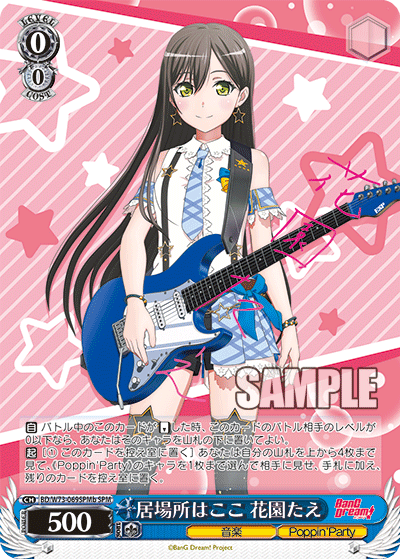 LEVEL
0
0
COST
ESP
SAMPLE
自 バトル中のこのカードが▼した時、このカードのバトル相手のレベルが
0以下なら、あなたはそのキャラを山札の下に置いてよい。
起 [このカードを控え室に置く] あなたは自分の山札を上から4枚まで
見て、《Poppin'Party》のキャラを1枚まで選んで相手に見せ、手札に加え、
残りのカードを控え室に置く。
CH BD/W73-069SPMb SPM
500
居場所はここ 花園たえ
BanG Dream!
音楽
Poppin'Party
©BanG Dream! Project